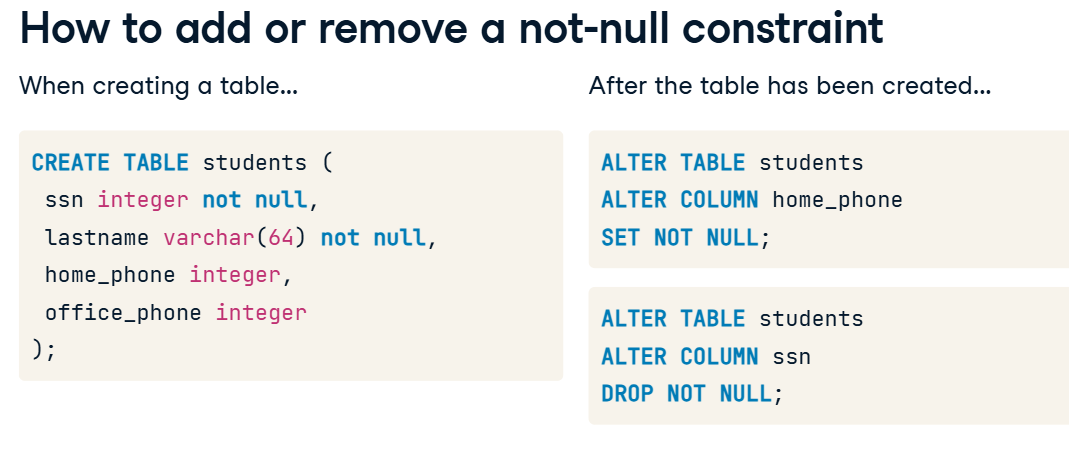 How to add or remove a not-null constraint
When creating a table...
CREATE TABLE students (
 ssn integer not null,
 lastname varchar(64) not null,
 home_phone integer,
 office_phone integer
);
After the table has been created...
ALTER TABLE students
ALTER COLUMN home_phone
SET NOT NULL;
ALTER TABLE students
ALTER COLUMN ssn
DROP NOT NULL;